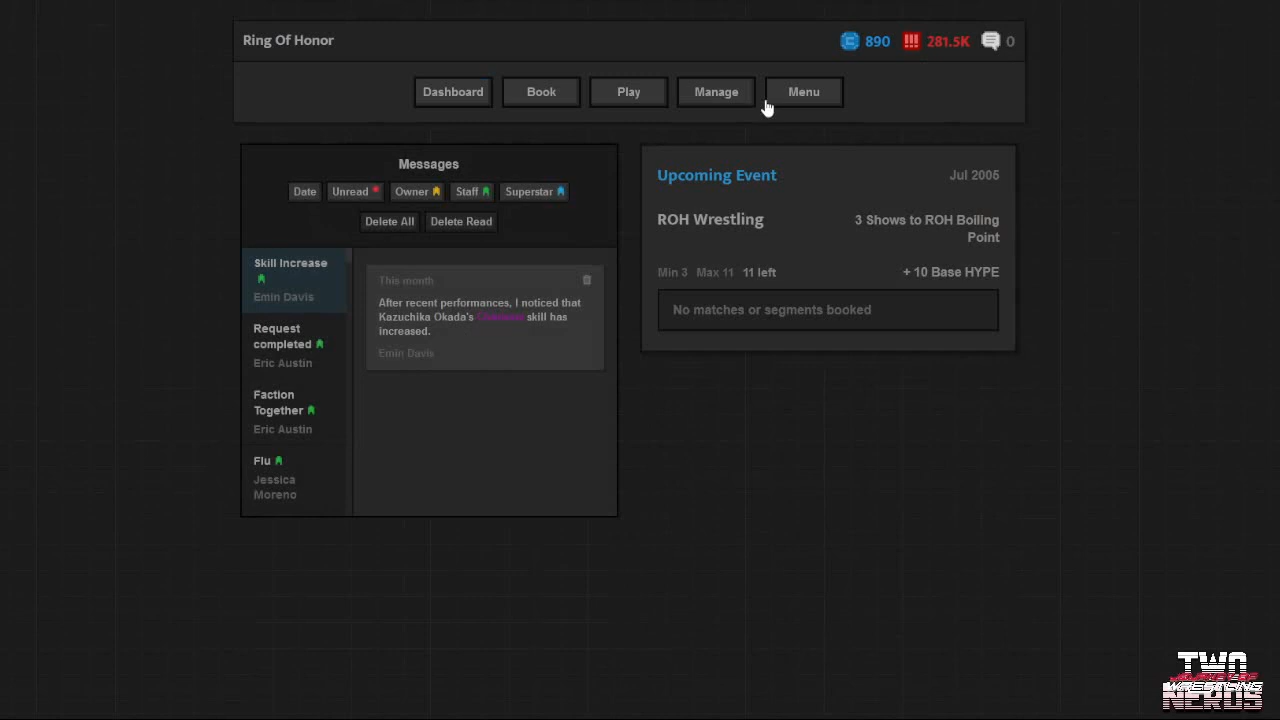 Ring Of Honor
890
281.5K
0
Dashboard
Book
Play
Manage
Menu
Messages
Date
Unread
Owner
Staff
Superstar
Delete All
Delete Read
Skill Increase
Emin Davis
Request
completed
Eric Austin
Faction
Together
Eric Austin
Flu
Jessica
Moreno
This month
After recent performances, I noticed that
Kazuchika Okada's Charisma skill has
increased.
Emin Davis
Upcoming Event
Jul 2005
ROH Wrestling
3 Shows to ROH Boiling
Point
Min 3 Max 11 11 left
+ 10 Base HYPE
No matches or segments booked
TWO
WRESTLING
NERDS